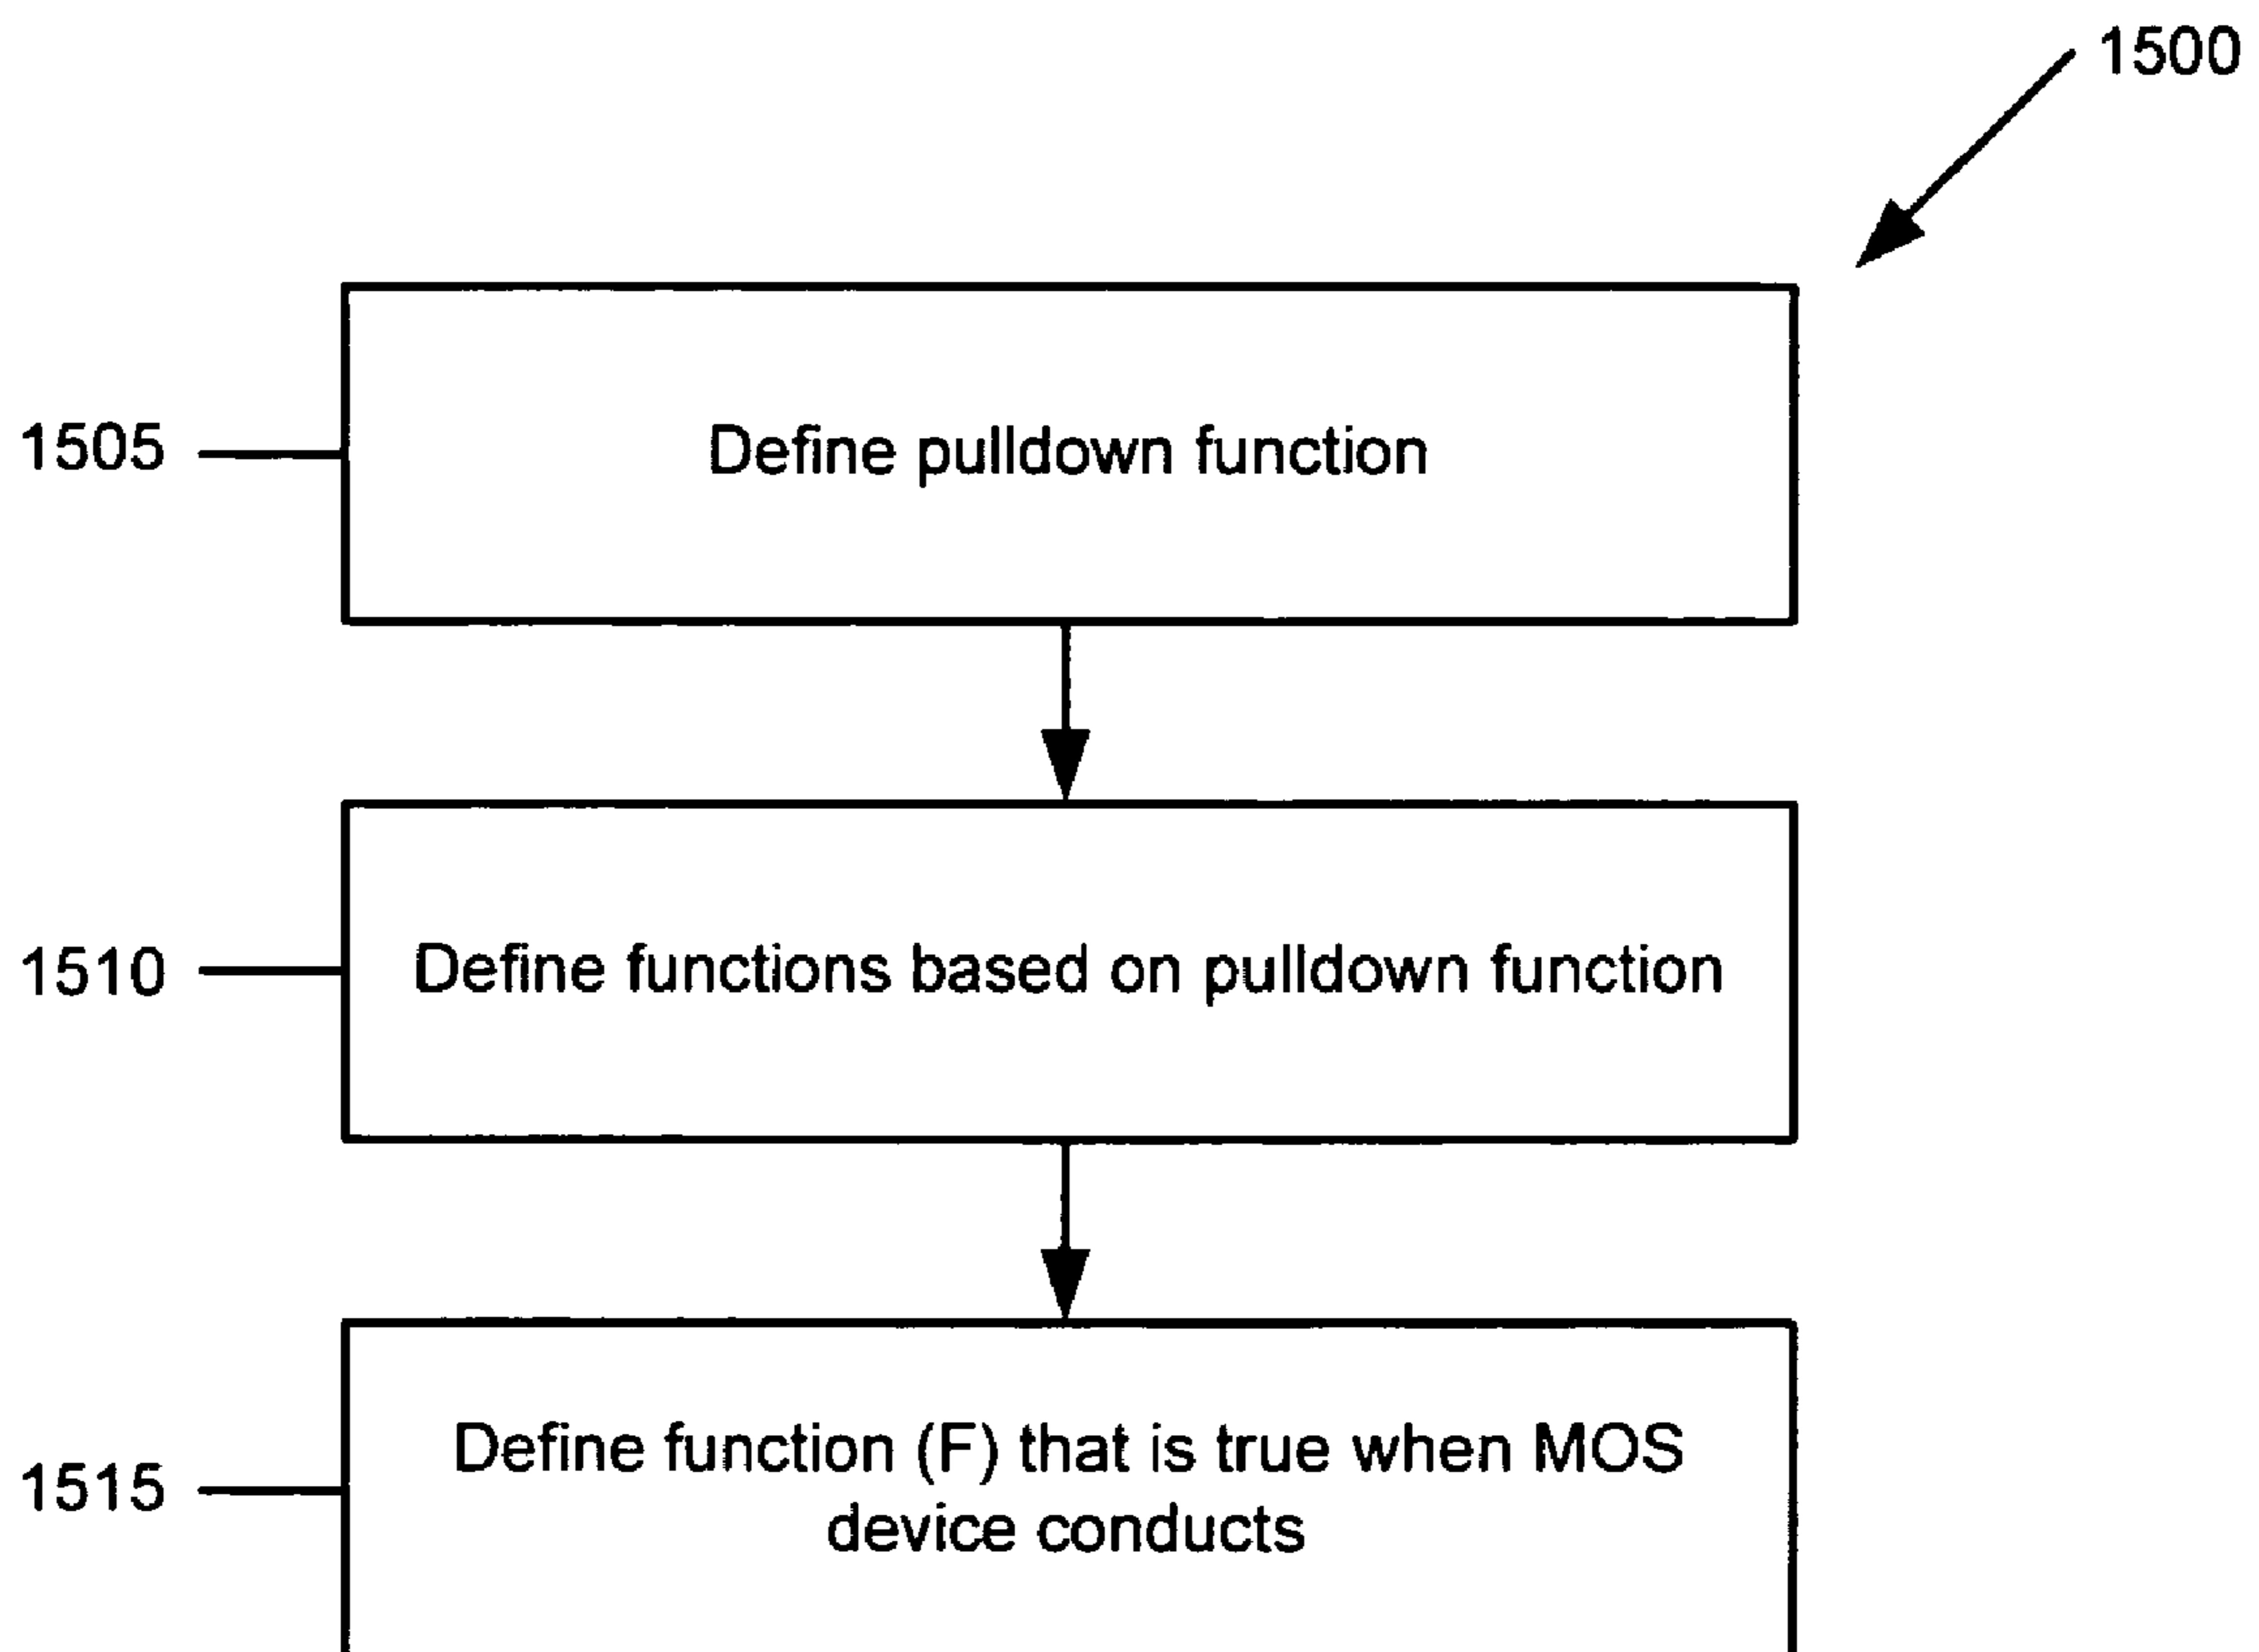 1500
1505
Define pulldown function
1510
Define functions based on pulldown function
1515
Define function (F) that is true when MOS
device conducts